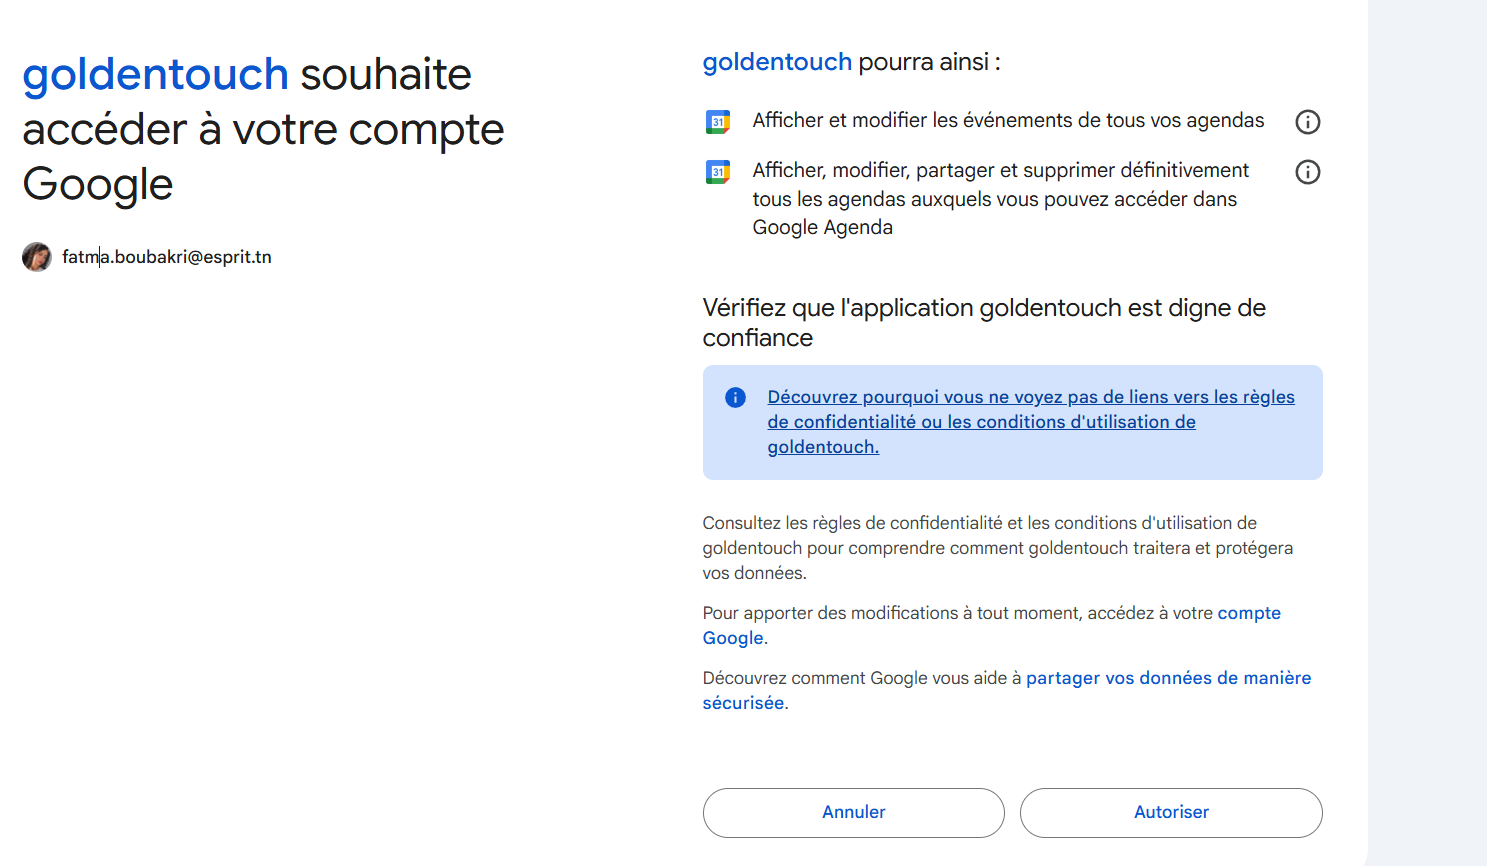 goldentouch souhaite
accéder à votre compte
Google
fatma.boubakri@esprit.tn
goldentouch pourra ainsi :
31
Afficher et modifier les événements de tous vos agendas
31
Afficher, modifier, partager et supprimer définitivement
tous les agendas auxquels vous pouvez accéder dans
Google Agenda
Vérifiez que l'application goldentouch est digne de
confiance
Découvrez pourquoi vous ne voyez pas de liens vers les règles
de confidentialité ou les conditions d'utilisation de
goldentouch.
Consultez les règles de confidentialité et les conditions d'utilisation de
goldentouch pour comprendre comment goldentouch traitera et protégera
vos données.
Pour apporter des modifications à tout moment, accédez à votre compte
Google.
Découvrez comment Google vous aide à partager vos données de manière
sécurisée.
Annuler
Autoriser